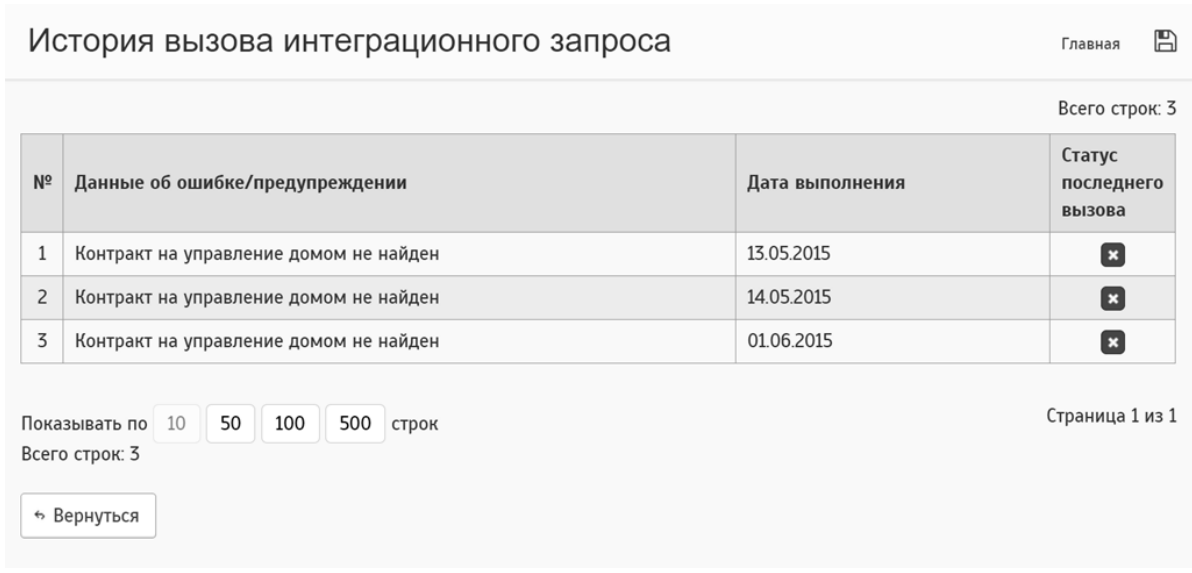 История вызова интеграционного запроса
Главная
Всего строк: 3
№ Данные об ошибке/предупреждении Дата выполнения Статус последнего вызова
1 Контракт на управление домом не найден 13.05.2015
2 Контракт на управление домом не найден 14.05.2015
3 Контракт на управление домом не найден 01.06.2015
Показывать по 10 50 100 500 строк
Страница 1 из 1
Всего строк: 3
Вернуться